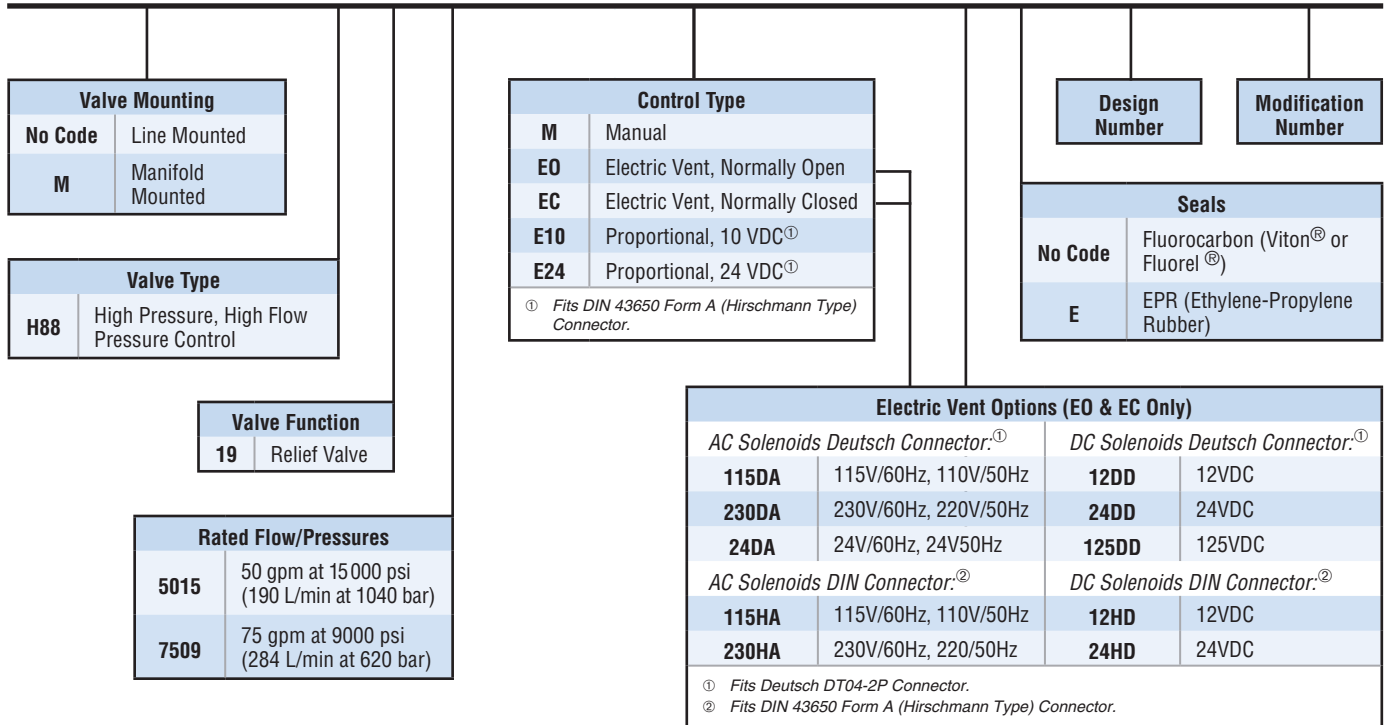 Valve Mounting
No Code Line Mounted
M Manifold
Mounted
Valve Type
H88 High Pressure, High Flow
Pressure Control
Valve Function
19 Relief Valve
Rated Flow/Pressures
5015 50 gpm at 15000 psi
(190 L/min at 1040 bar)
7509 75 gpm at 9000 psi
(284 L/min at 620 bar)
Control Type
M Manual
EO Electric Vent, Normally Open
EC Electric Vent, Normally Closed
E10 Proportional, 10 VDC①
E24 Proportional, 24 VDC①
① Fits DIN 43650 Form A (Hirschmann Type)
Connector.
Design
Number
Modification
Number
Seals
No Code Fluorocarbon (Viton® or
Fluorel ®)
E EPR (Ethylene-Propylene
Rubber)
Electric Vent Options (EO & EC Only)
AC Solenoids Deutsch Connector:① DC Solenoids Deutsch Connector:①
115DA 115V/60Hz, 110V/50Hz 12DD 12VDC
230DA 230V/60Hz, 220V/50Hz 24DD 24VDC
24DA 24V/60Hz, 24V50Hz 125DD 125VDC
AC Solenoids DIN Connector:② DC Solenoids DIN Connector:②
115HA 115V/60Hz, 110V/50Hz 12HD 12VDC
230HA 230V/60Hz, 220/50Hz 24HD 24VDC
① Fits Deutsch DT04-2P Connector.
② Fits DIN 43650 Form A (Hirschmann Type) Connector.